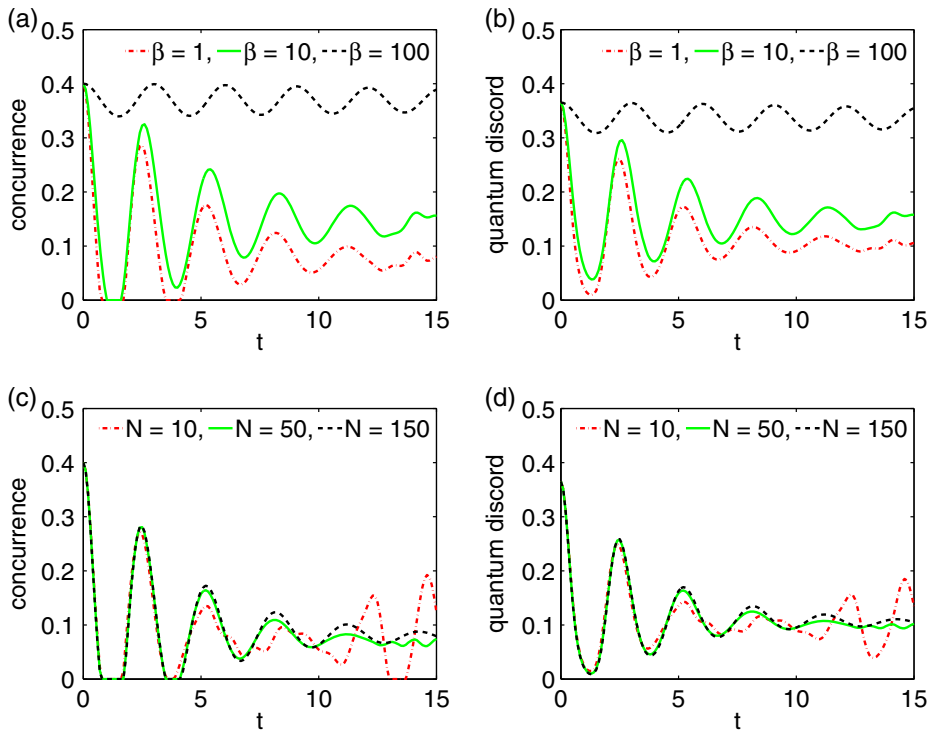 (a)
0.5
0.4
0.3
0.2
0.1
0
concurrence
β = 1, β = 10, β = 100
0 5 10 15
t
(b)
0.5
0.4
0.3
0.2
0.1
0
quantum discord
β = 1, β = 10, β = 100
0 5 10 15
t
(c)
0.5
0.4
0.3
0.2
0.1
0
concurrence
N = 10, N = 50, N = 150
0 5 10 15
t
(d)
0.5
0.4
0.3
0.2
0.1
0
quantum discord
N = 10, N = 50, N = 150
0 5 10 15
t